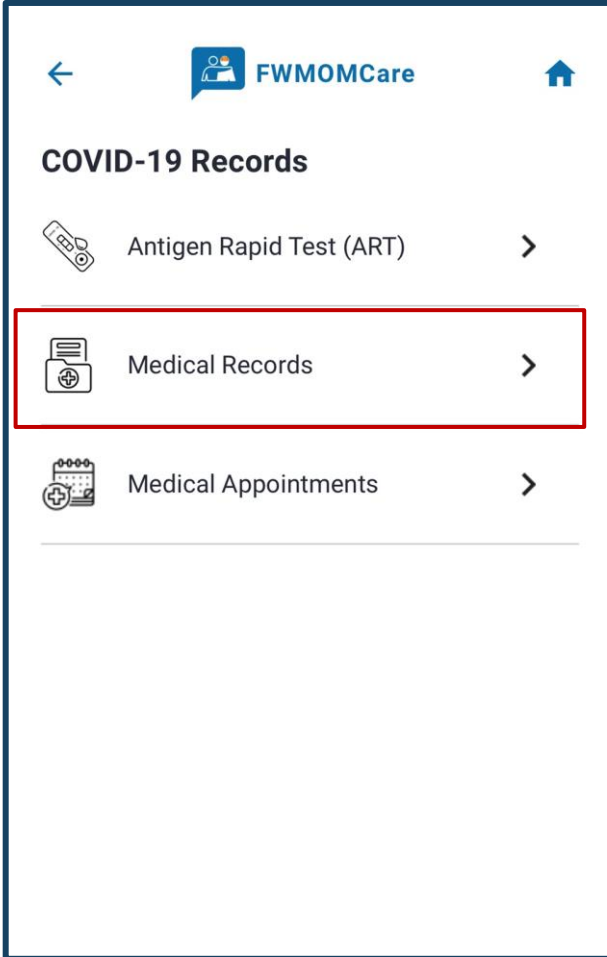 FWMOMCare
COVID-19 Records
Antigen Rapid Test (ART)
Medical Records
Medical Appointments